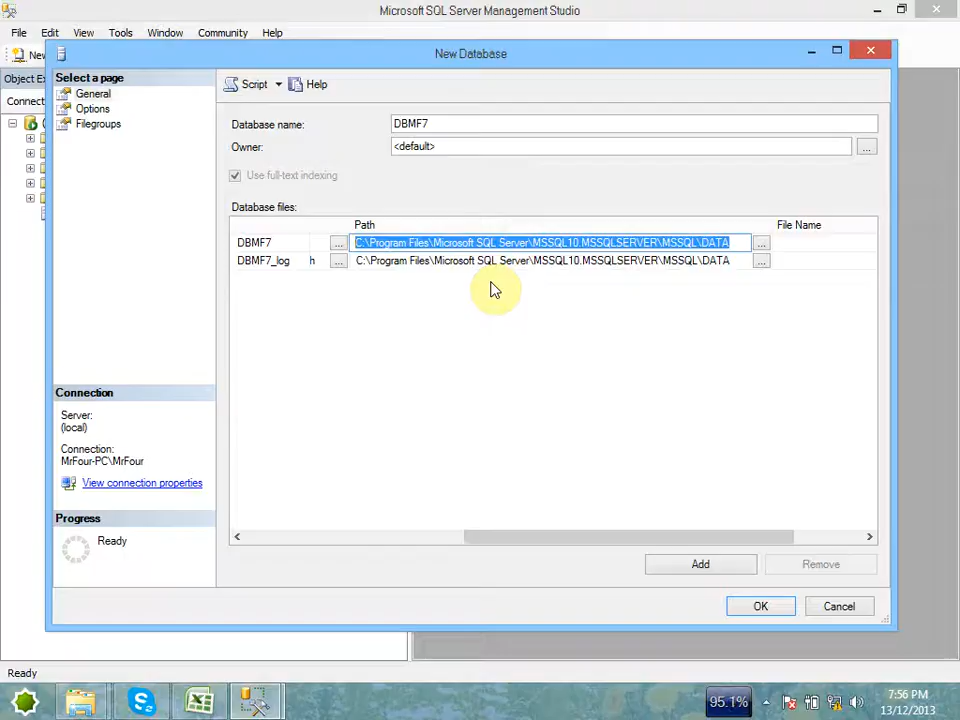 Microsoft SQL Server Management Studio
File Edit View Tools Window Community Help
New
Object Ex
Connect
New Database
Select a page
General
Options
Filegroups
Script Help
Database name: DBMF7
Owner: <default> ...
Use full-text indexing
Database files:
Path File Name
DBMF7 ... C:\Program Files\Microsoft SQL Server\MSSQL10.MSSQLSERVER\MSSQL\DATA ...
DBMF7_log h ... C:\Program Files\Microsoft SQL Server\MSSQL10.MSSQLSERVER\MSSQL\DATA ...
Connection
Server:
(local)
Connection:
MrFour-PC\MrFour
View connection properties
Progress
Ready
Add Remove
OK Cancel
Ready
95.1%
7:56 PM
13/12/2013